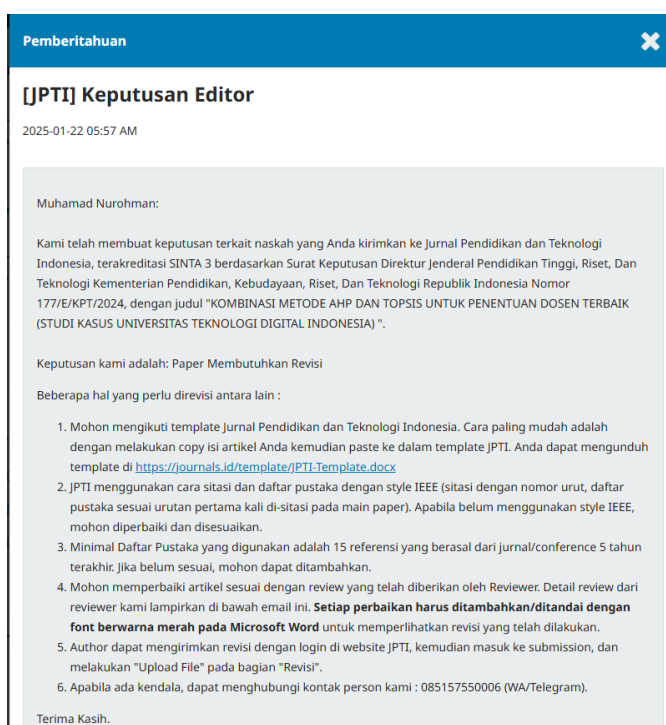 Pemberitahuan
[JPTI] Keputusan Editor
2025-01-22 05:57 AM
Muhamad Nurohman:
Kami telah membuat keputusan terkait naskah yang Anda kirimkan ke Jurnal Pendidikan dan Teknologi
Indonesia, terakreditasi SINTA 3 berdasarkan Surat Keputusan Direktur Jenderal Pendidikan Tinggi, Riset, Dan
Teknologi Kementerian Pendidikan, Kebudayaan, Riset, Dan Teknologi Republik Indonesia Nomor
177/E/KPT/2024, dengan judul "KOMBINASI METODE AHP DAN TOPSIS UNTUK PENENTUAN DOSEN TERBAIK
(STUDI KASUS UNIVERSITAS TEKNOLOGI DIGITAL INDONESIA) ".
Keputusan kami adalah: Paper Membutuhkan Revisi
Beberapa hal yang perlu direvisi antara lain :
1. Mohon mengikuti template Jurnal Pendidikan dan Teknologi Indonesia. Cara paling mudah adalah
dengan melakukan copy isi artikel Anda kemudian paste ke dalam template JPTI. Anda dapat mengunduh
template di https://journals.id/template/JPTI-Template.docx
2. JPTI menggunakan cara sitasi dan daftar pustaka dengan style IEEE (sitasi dengan nomor urut, daftar
pustaka sesuai urutan pertama kali di-sitasi pada main paper). Apabila belum menggunakan style IEEE,
mohon diperbaiki dan disesuaikan.
3. Minimal Daftar Pustaka yang digunakan adalah 15 referensi yang berasal dari jurnal/conference 5 tahun
terakhir. Jika belum sesuai, mohon dapat ditambahkan.
4. Mohon memperbaiki artikel sesuai dengan review yang telah diberikan oleh Reviewer. Detail review dari
reviewer kami lampirkan di bawah email ini. Setiap perbaikan harus ditambahkan/ditandai dengan
font berwarna merah pada Microsoft Word untuk memperlihatkan revisi yang telah dilakukan.
5. Author dapat mengirimkan revisi dengan login di website JPTI, kemudian masuk ke submission, dan
melakukan "Upload File" pada bagian "Revisi".
6. Apabila ada kendala, dapat menghubungi kontak person kami : 085157550006 (WA/Telegram).
Terima Kasih.